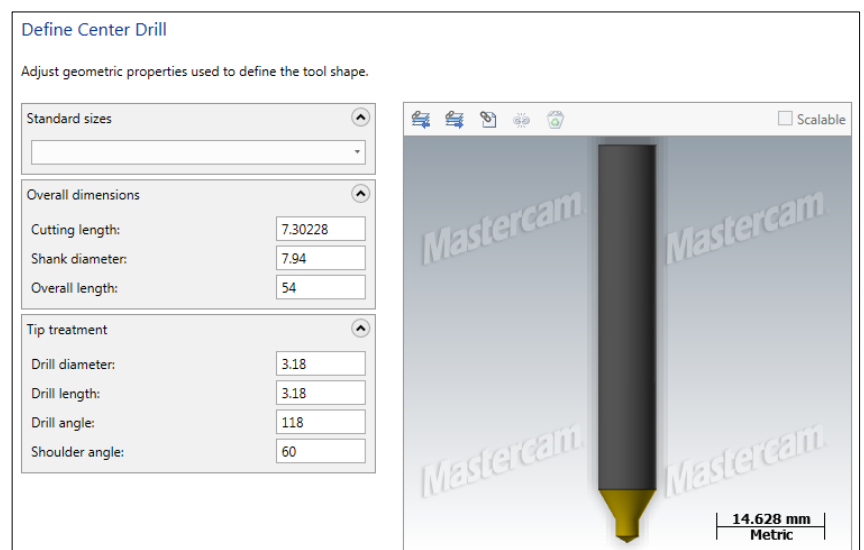 Define Center Drill
Adjust geometric properties used to define the tool shape.
Standard sizes
Overall dimensions
Cutting length: 7.30228
Shank diameter: 7.94
Overall length: 54
Tip treatment
Drill diameter: 3.18
Drill length: 3.18
Drill angle: 118
Shoulder angle: 60
Scalable
Mastercam
Mastercam
Mastercam
Mastercam
14.628 mm
Metric